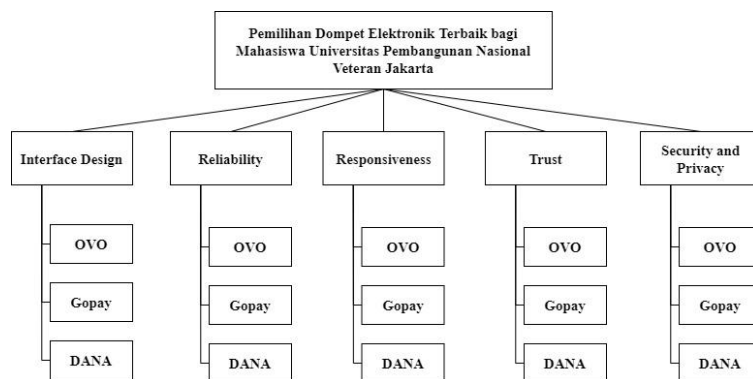 Pemilihan Dompet Elektronik Terbaik bagi
Mahasiswa Universitas Pembangunan Nasional
Veteran Jakarta
Interface Design
Reliability
Responsiveness
Trust
Security and
Privacy
OVO
OVO
OVO
OVO
OVO
Gopay
Gopay
Gopay
Gopay
Gopay
DANA
DANA
DANA
DANA
DANA